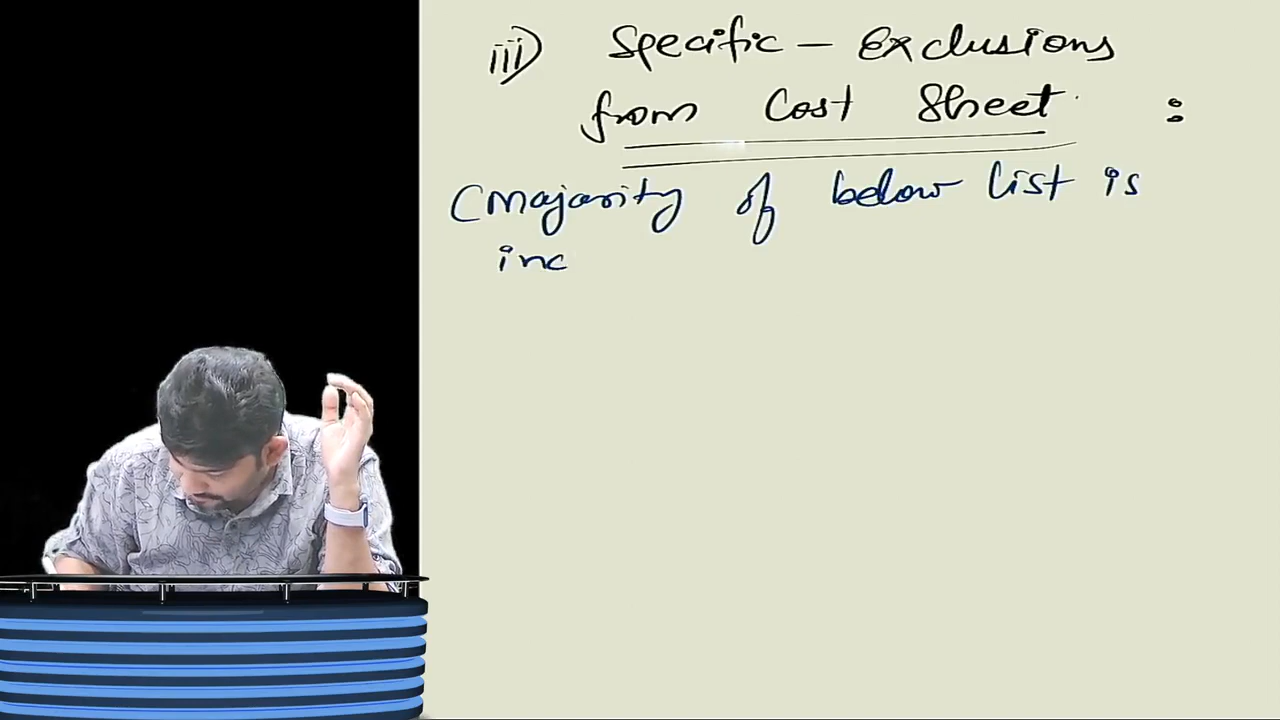 iii) Specific - Exclusions
from Cost Sheet :
(Majority of below list is
inc